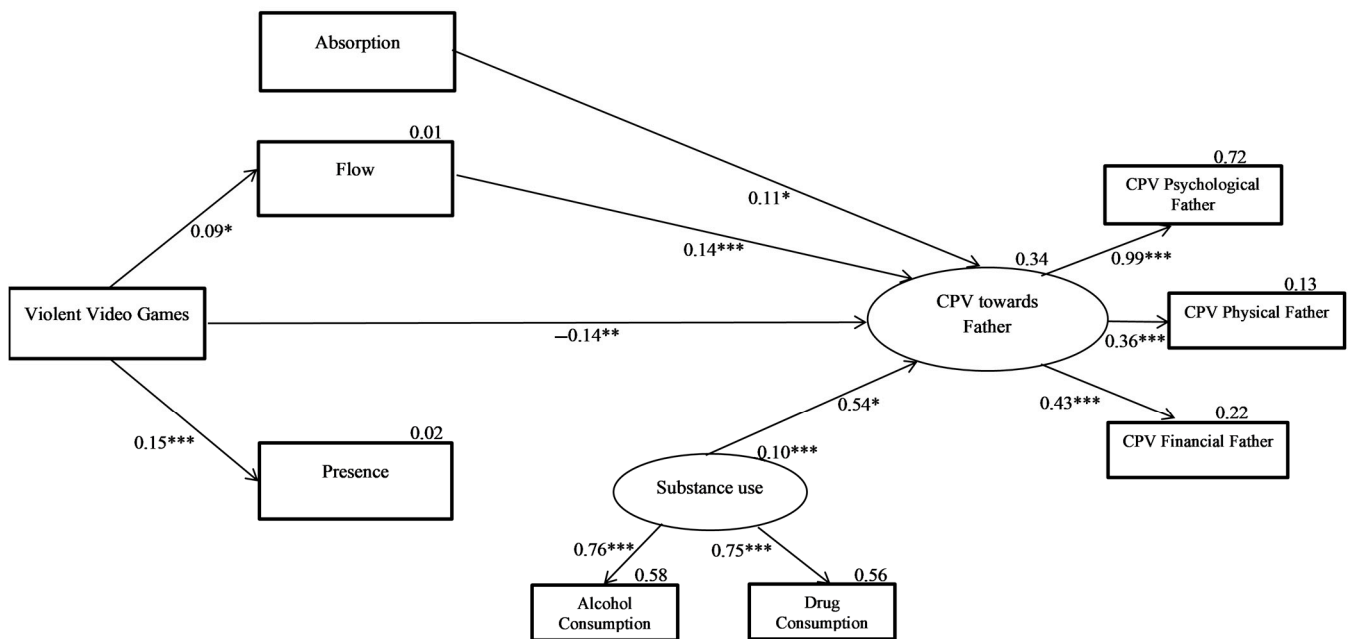 Absorption
0.01
Flow
0.72
CPV Psychological
Father
0.11*
0.09*
0.14***
0.34
0.99***
0.13
Violent Video Games
CPV towards
Father
CPV Physical Father
−0.14**
0.36***
0.54*
0.43***
0.22
0.15***
0.02
CPV Financial Father
0.10***
Presence
Substance use
0.76***
0.75***
0.58
0.56
Alcohol
Consumption
Drug
Consumption